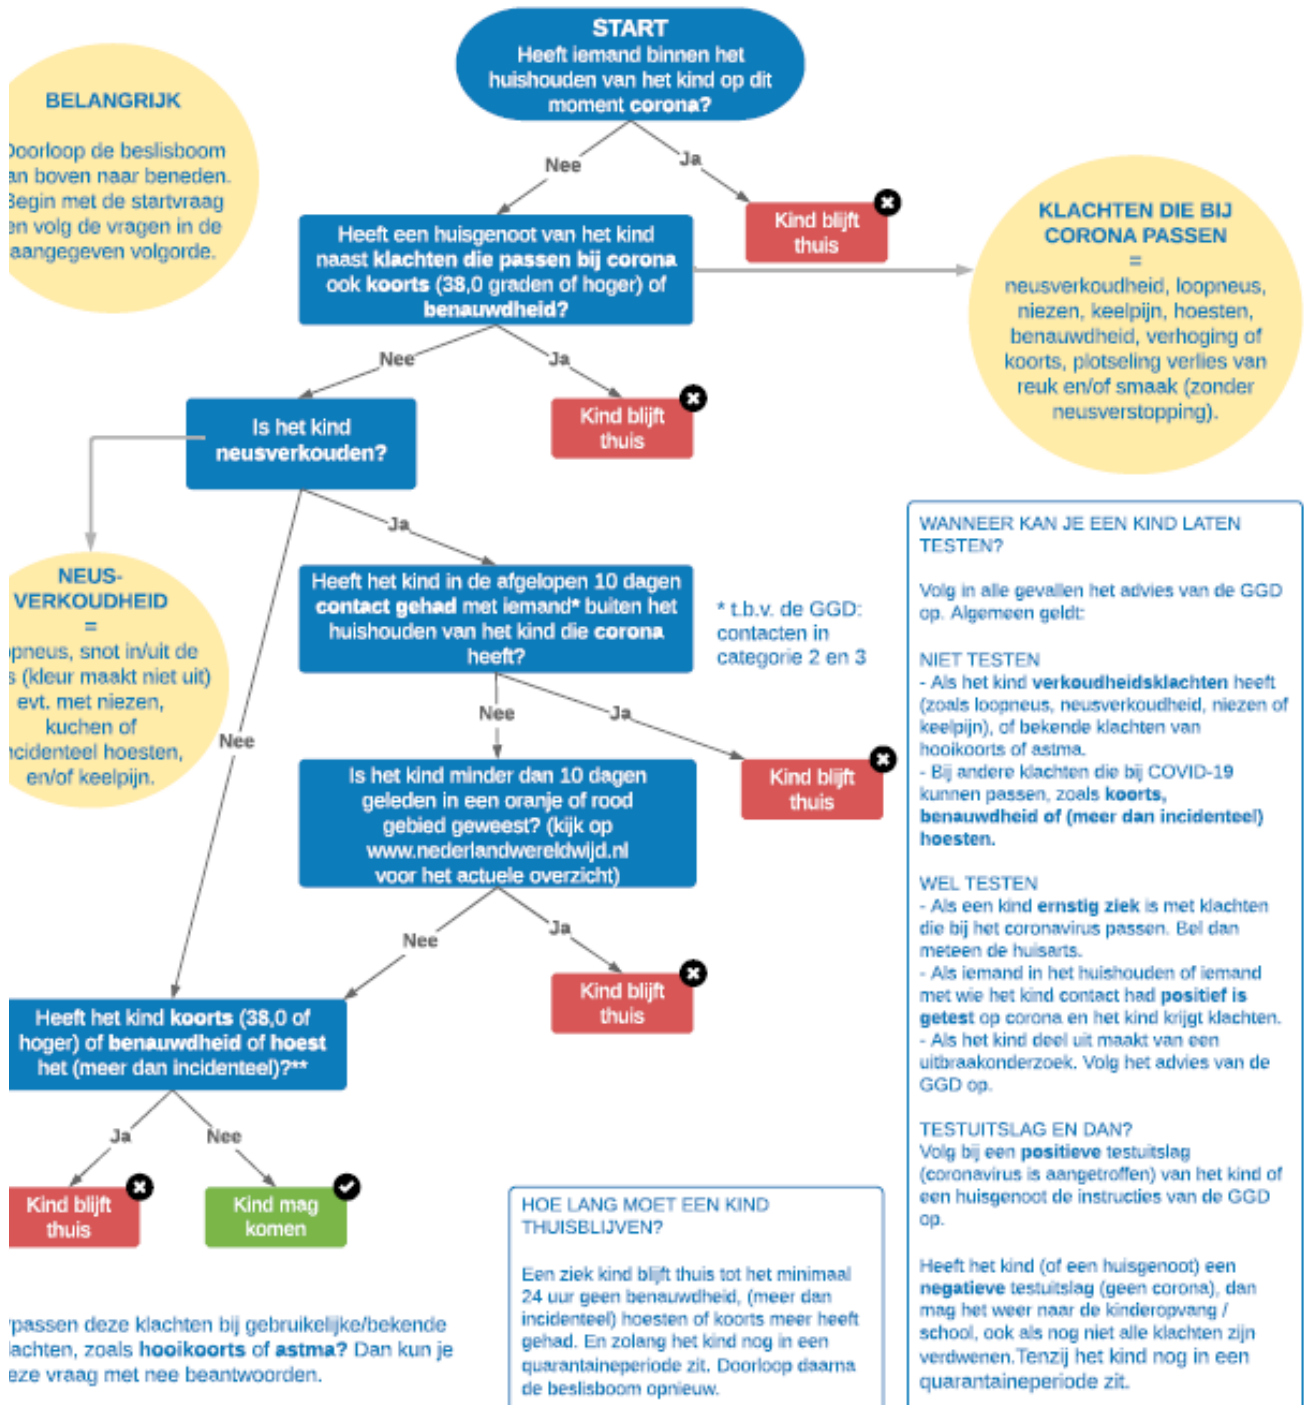 START
Heeft iemand binnen het
huishouden van het kind op dit
moment corona?
BELANGRIJK
Doorloop de beslisboom
van boven naar beneden.
Begin met de startvraag
en volg de vragen in de
aangegeven volgorde.
Nee
Ja
Kind blijft
thuis
Heeft een huisgenoot van het kind
naast klachten die passen bij corona
ook koorts (38,0 graden of hoger) of
benauwdheid?
KLACHTEN DIE BIJ
CORONA PASSEN
=
neusverkoudheid, loopneus,
niezen, keelpijn, hoesten,
benauwdheid, verhoging of
koorts, plotseling verlies van
reuk en/of smaak (zonder
neusverstopping).
Nee
Ja
Kind blijft
thuis
Is het kind
neusverkouden?
Ja
NEUS-
VERKOUDHEID
=
opneus, snot in/uit de
s (kleur maakt niet uit)
evt. met niezen,
kuchen of
ncidenteel hoesten,
en/of keelpijn.
Nee
Heeft het kind in de afgelopen 10 dagen
contact gehad met iemand* buiten het
huishouden van het kind die corona
heeft?
* t.b.v. de GGD:
contacten in
categorie 2 en 3
Nee
Ja
Kind blijft
thuis
Is het kind minder dan 10 dagen
geleden in een oranje of rood
gebied geweest? (kijk op
www.nederlandwereldwijd.nl
voor het actuele overzicht)
Nee
Ja
Kind blijft
thuis
Heeft het kind koorts (38,0 of
hoger) of benauwdheid of hoest
het (meer dan incidenteel)?**
Ja
Nee
Kind blijft
thuis
Kind mag
komen
passen deze klachten bij gebruikelijke/bekende
lachten, zoals hooikoorts of astma? Dan kun je
eze vraag met nee beantwoorden.
HOE LANG MOET EEN KIND
THUISBLIJVEN?
Een ziek kind blijft thuis tot het minimaal
24 uur geen benauwdheid, (meer dan
incidenteel) hoesten of koorts meer heeft
gehad. En zolang het kind nog in een
quarantaineperiode zit. Doorloop daarna
de beslisboom opnieuw.
WANNEER KAN JE EEN KIND LATEN
TESTEN?
Volg in alle gevallen het advies van de GGD
op. Algemeen geldt:
NIET TESTEN
- Als het kind verkoudheidsklachten heeft
(zoals loopneus, neusverkoudheid, niezen of
keelpijn), of bekende klachten van
hooikoorts of astma.
- Bij andere klachten die bij COVID-19
kunnen passen, zoals koorts,
benauwdheid of (meer dan incidenteel)
hoesten.
WEL TESTEN
- Als een kind ernstig ziek is met klachten
die bij het coronavirus passen. Bel dan
meteen de huisarts.
- Als iemand in het huishouden of iemand
met wie het kind contact had positief is
getest op corona en het kind krijgt klachten.
- Als het kind deel uit maakt van een
uitbraakonderzoek. Volg het advies van de
GGD op.
TESTUITSLAG EN DAN?
Volg bij een positieve testuitslag
(coronavirus is aangetroffen) van het kind of
een huisgenoot de instructies van de GGD
op.
Heeft het kind (of een huisgenoot) een
negatieve testuitslag (geen corona), dan
mag het weer naar de kinderopvang /
school, ook als nog niet alle klachten zijn
verdwenen.Tenzij het kind nog in een
quarantaineperiode zit.